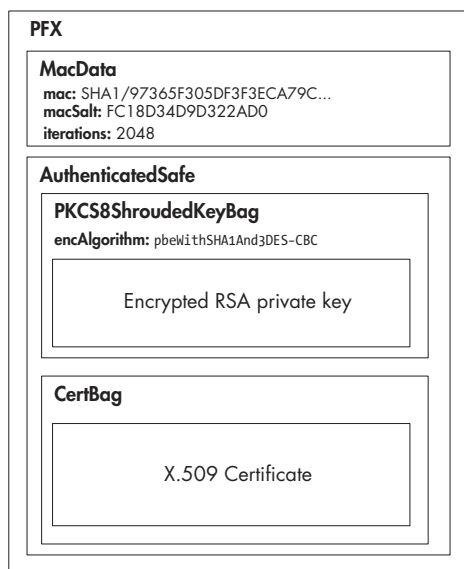 PFX
MacData
mac: SHA1/97365F305DF3F3ECA79C...
macSalt: FC18D34D9D322AD0
iterations: 2048
AuthenticatedSafe
PKCS8ShroudedKeyBag
encAlgorithm: pbeWithSHA1And3DES-CBC
Encrypted RSA private key
CertBag
X.509 Certificate